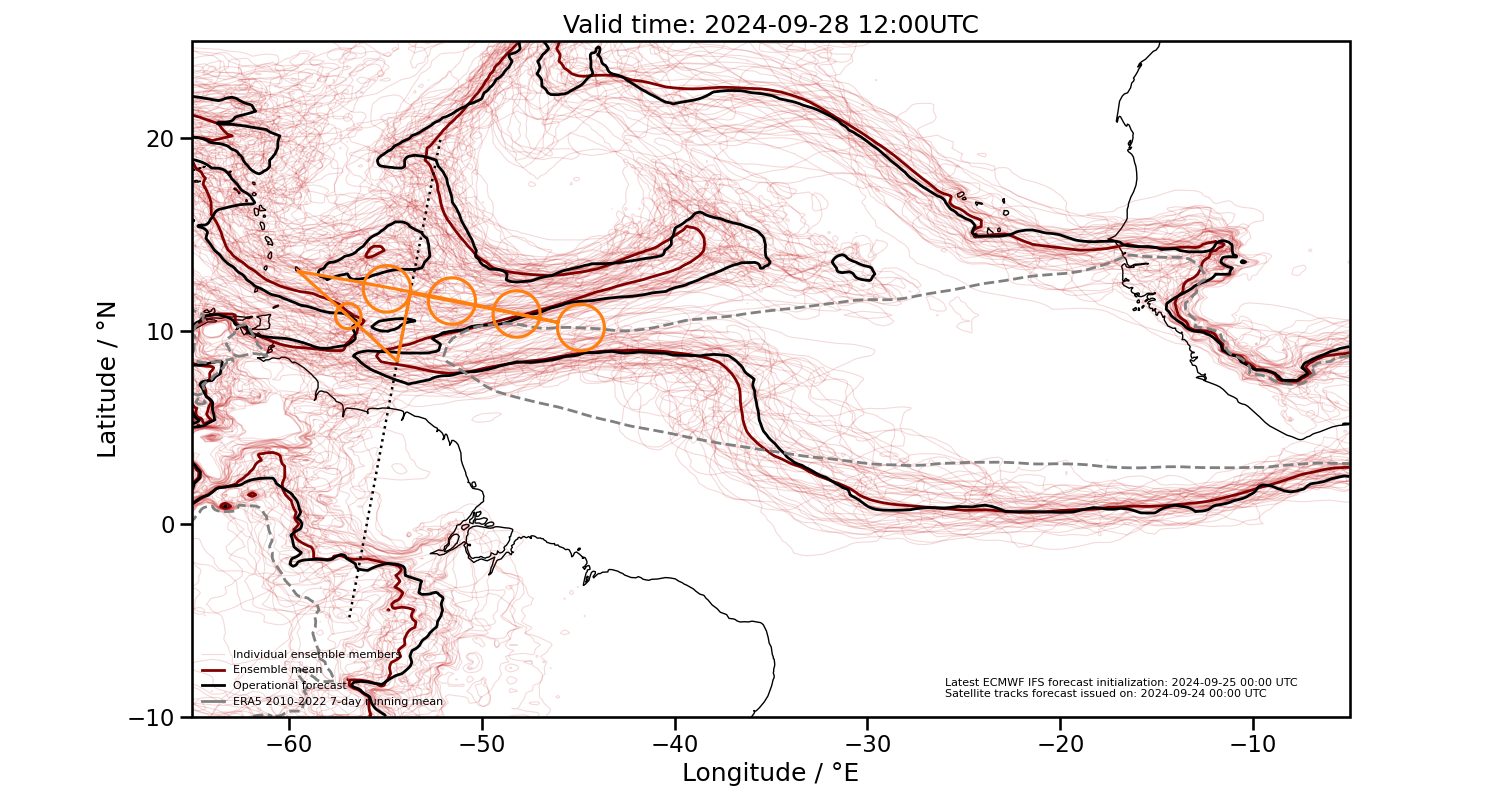 Valid time: 2024-09-28 12:00UTC
Latitude / °N
20
10
0
−10
Individual ensemble members
Ensemble mean
Operational forecast
ERA5 2010-2022 7-day running mean
Latest ECMWF IFS forecast initialization: 2024-09-25 00:00 UTC
Satellite tracks forecast issued on: 2024-09-24 00:00 UTC
−60
−50
−40
−30
−20
−10
Longitude / °E